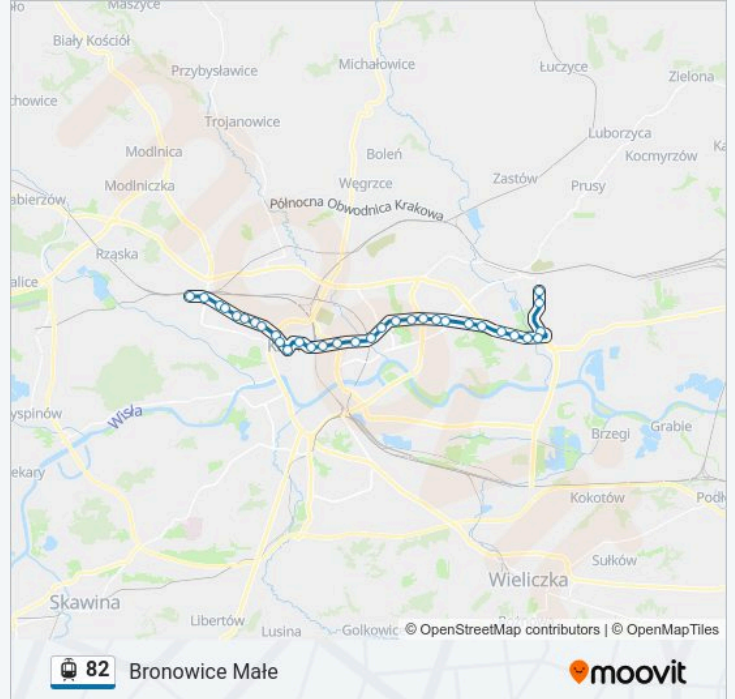 Maszyce
Biały Kościół
Michałowice
Przybysławice
Łuczyce
Zielona
chowice
Trojanowice
Luborzyca
Modlnica
Boleń
Kocmyrzów
Węgrzce
Zastów
Prusy
Modlniczka
abierzów
Północna Obwodnica Krakowa
Rząska
alice
K
yspinów
Wisła
Brzegi
Grabie
ekary
Kokotów
Podł
Sułków
Wieliczka
Skawina
Libertów
Lusina
Golkowic
© OpenStreetMap contributors | © OpenMapTiles
82 Bronowice Małe
moovit